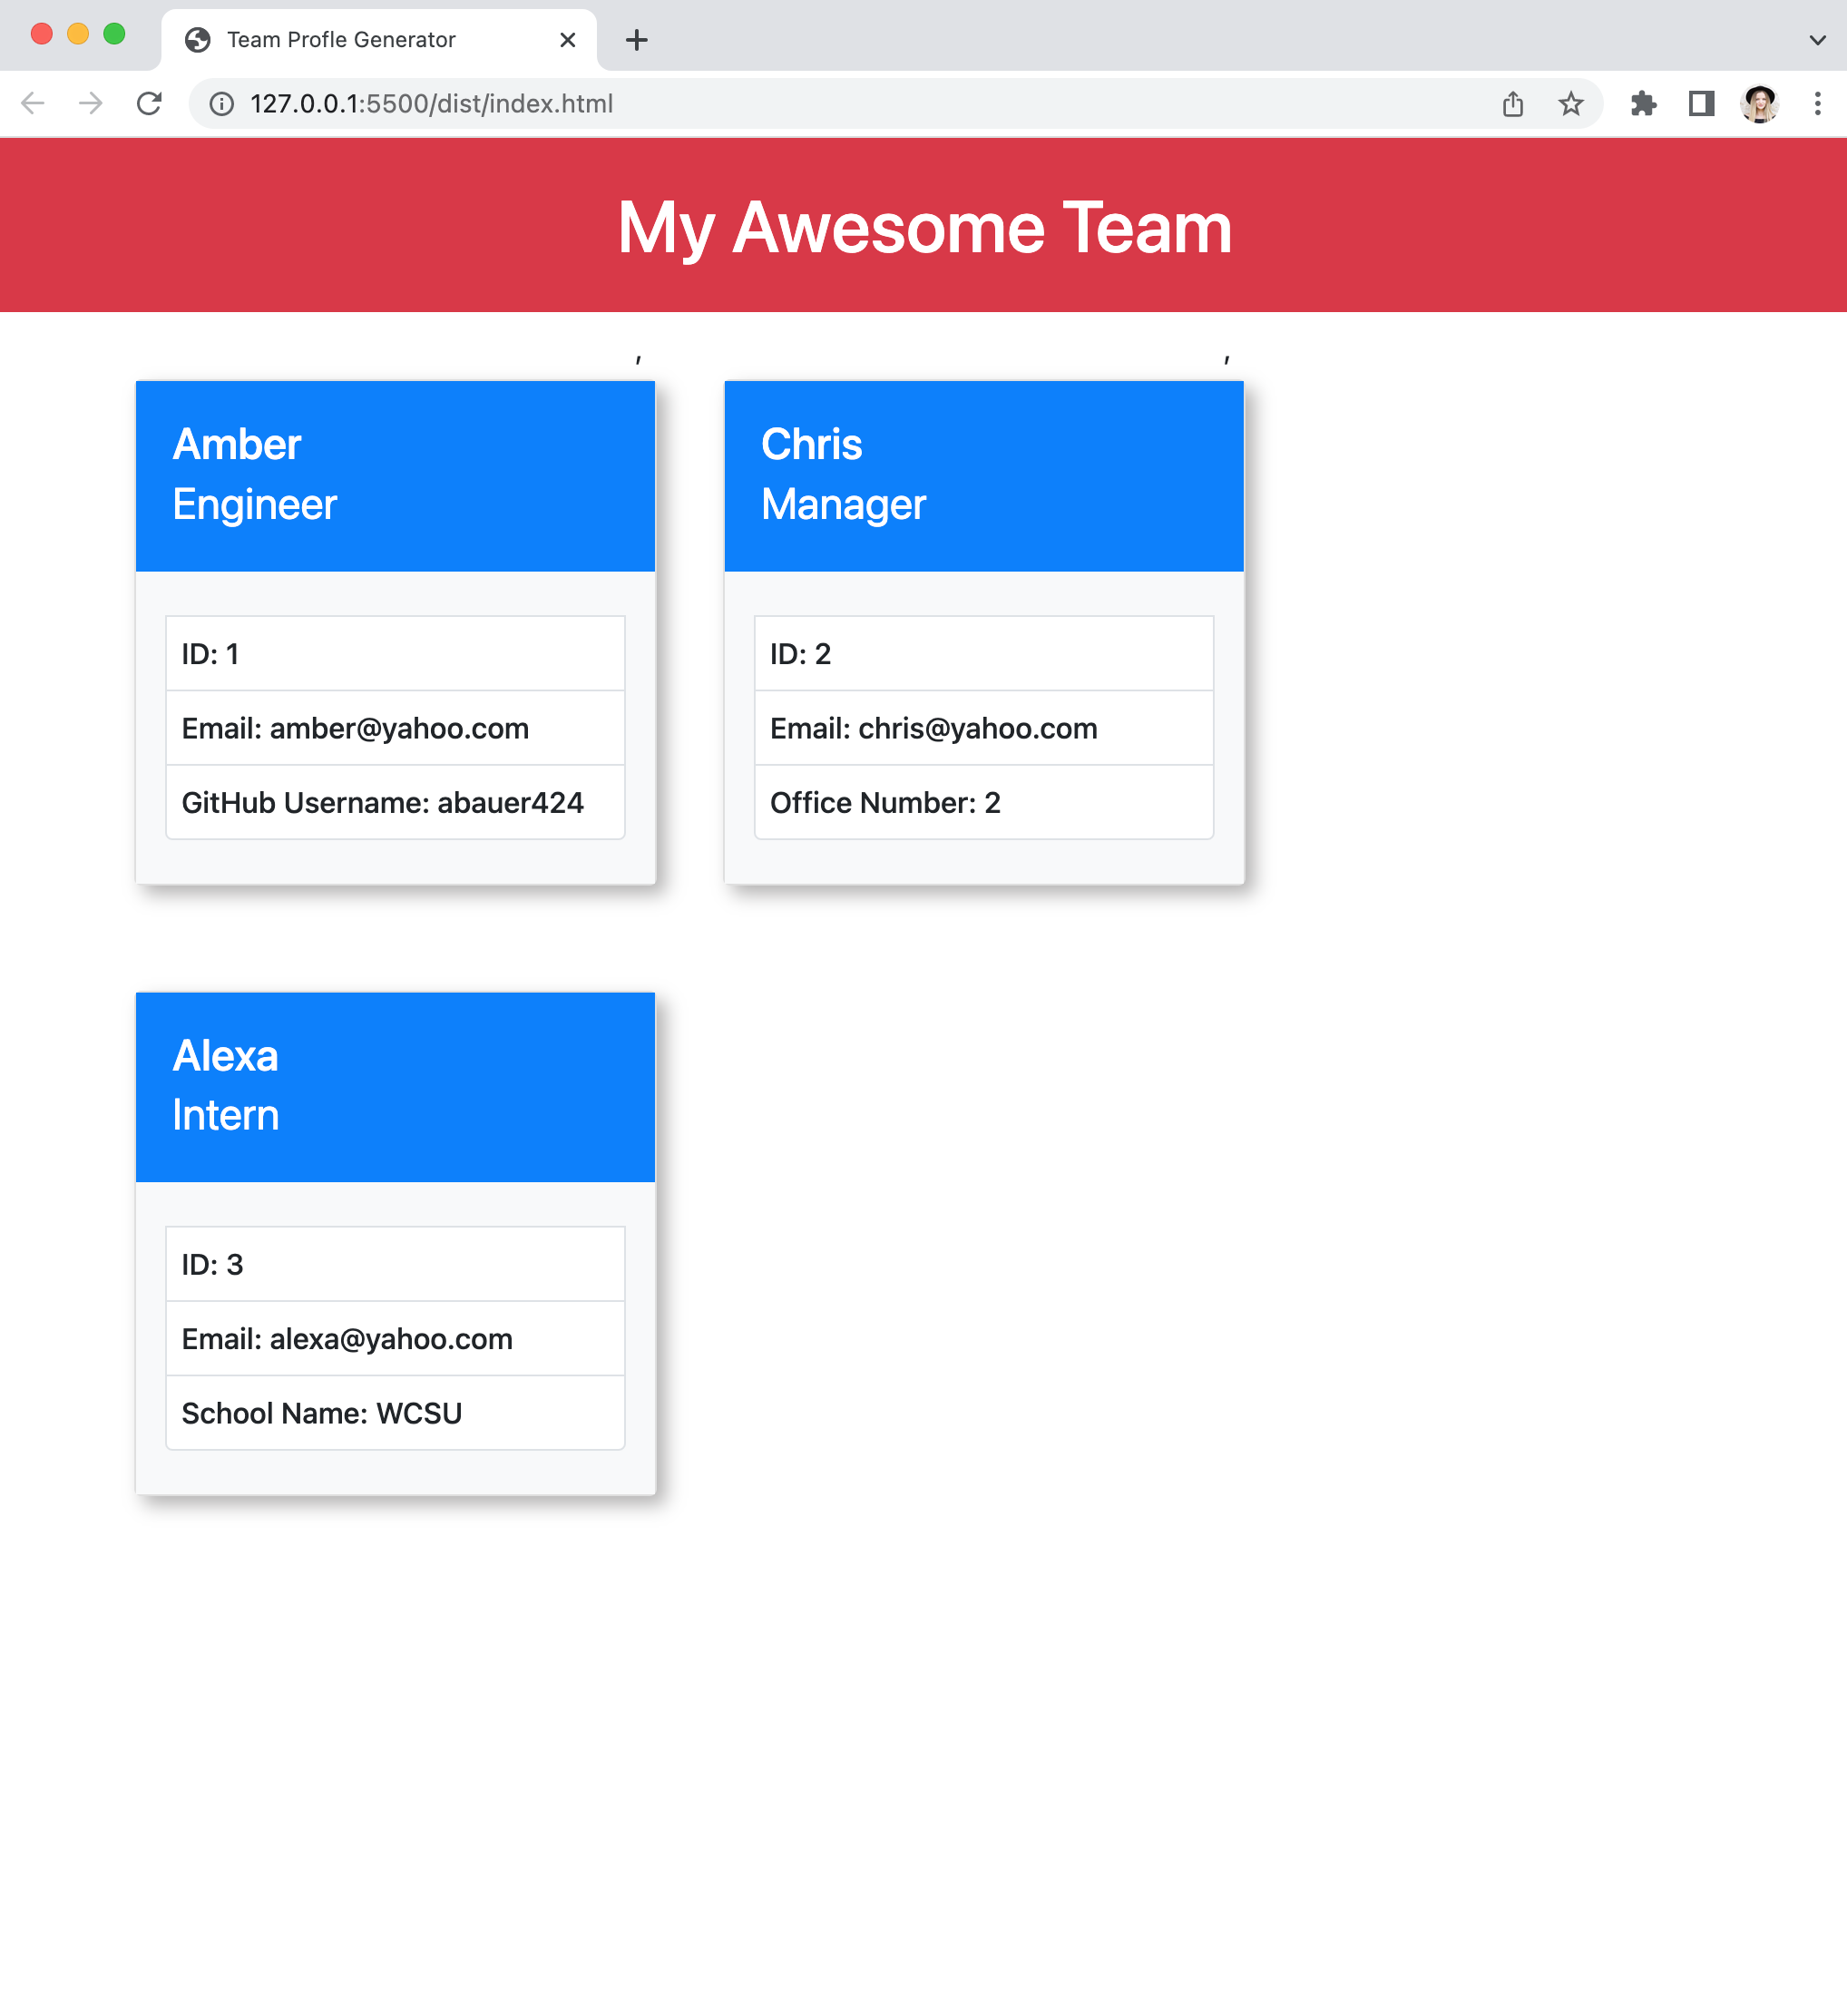 Team Profle Generator
127.0.0.1:5500/dist/index.html
My Awesome Team
, ,
Amber
Engineer
ID: 1
Email: amber@yahoo.com
GitHub Username: abauer424
Chris
Manager
ID: 2
Email: chris@yahoo.com
Office Number: 2
Alexa
Intern
ID: 3
Email: alexa@yahoo.com
School Name: WCSU